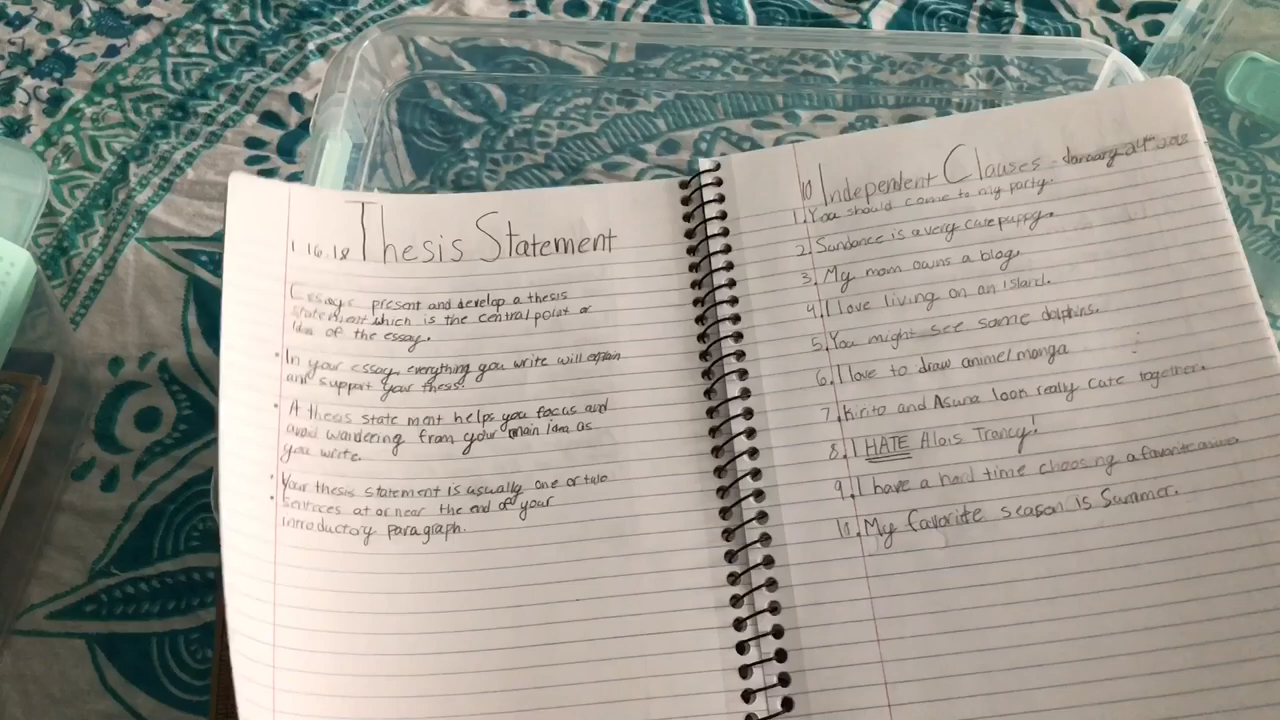 1.16.18 Thesis Statement
Essays present and develop a thesis
statement which is the central point or
idea of the essay.
• In your essay, everything you write will explain
and support your thesis.
• A thesis state ment helps you focus and
avoid wandering from your main idea as
you write.
• Your thesis statement is usually one or two
• sentices at or near the end of your
introductory paragraph.
10 Independent Clauses - January 24th 2018
1. You should come to my party.
2. Sundance is a very cute puppy.
3. My mom owns a blog.
4. I love living on an island.
5. You might see some dolphins.
6. I love to draw anime/manga
7. Kirito and Asuna look really cute together.
8. I HATE Alois Trancy!
9. I have a hard time choosing a favorite
10. My favorite season is Summer.